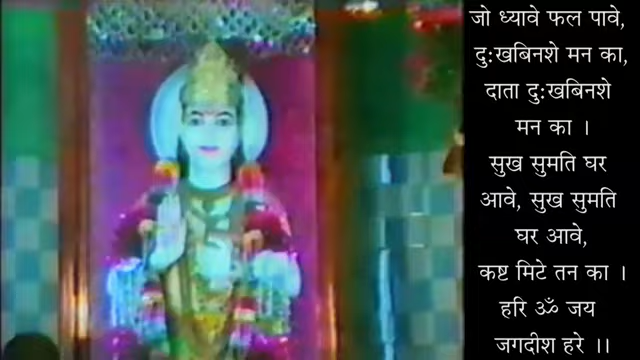 जो ध्यावे फल पावे,
दुःखबिनशे मन का,
दाता दुःखबिनशे
मन का ।
सुख सुमति घर
आवे, सुख सुमति
घर आवे,
कष्ट मिटे तन का ।
हरि ॐ जय
जगदीश हरे ।।